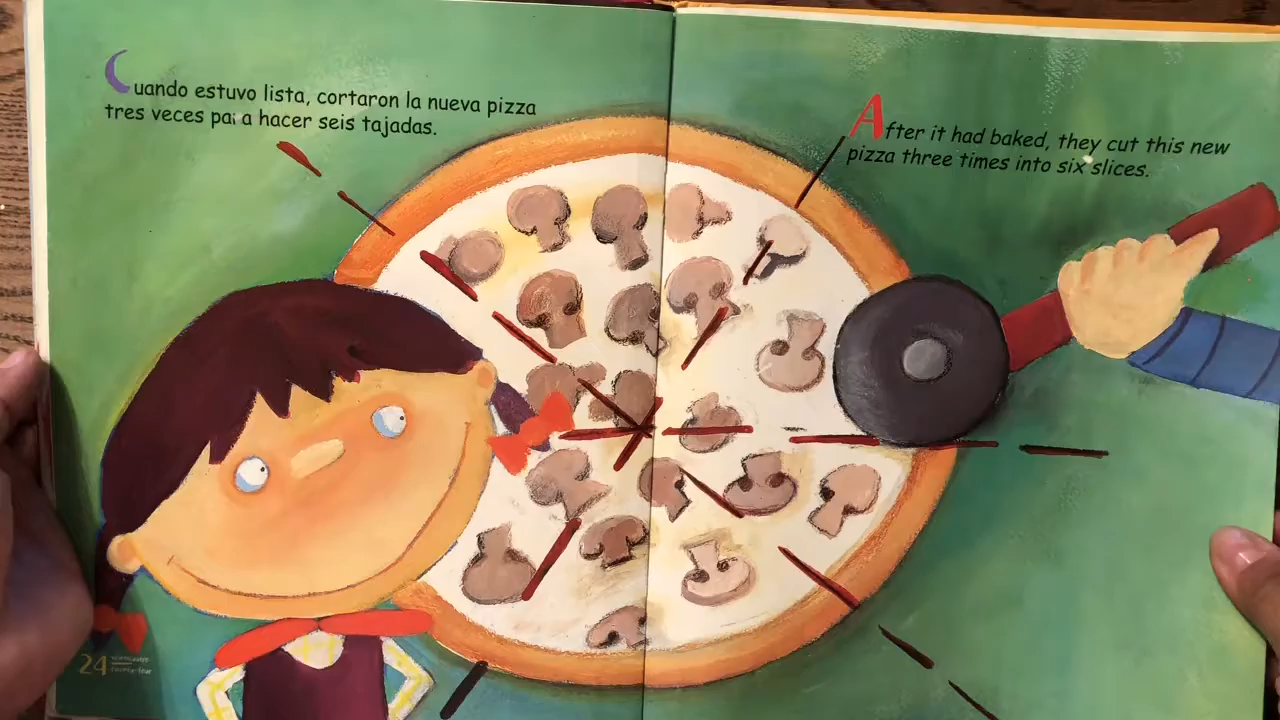 Cuando estuvo lista, cortaron la nueva pizza
tres veces para hacer seis tajadas.
After it had baked, they cut this new
pizza three times into six slices.
24